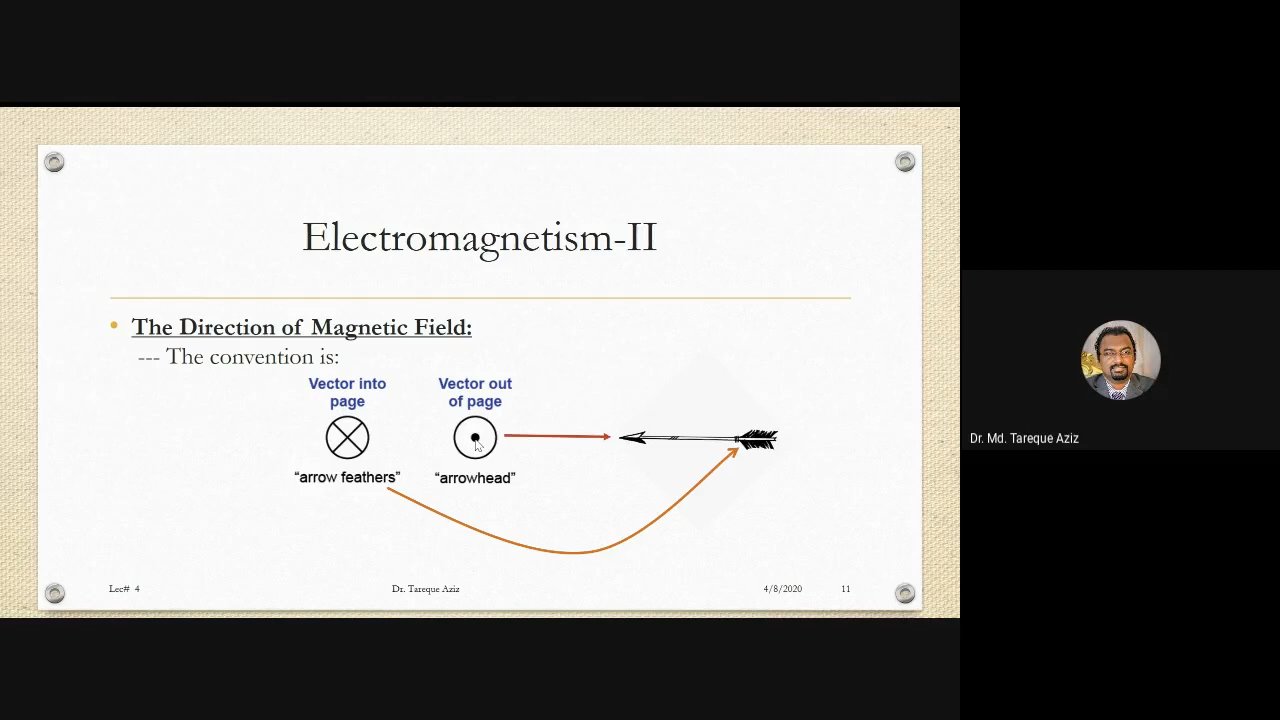 Electromagnetism-II
• The Direction of Magnetic Field:
--- The convention is:
Vector into
page
Vector out
of page
“arrow feathers”
“arrowhead”
Dr. Md. Tareque Aziz
Lec# 4
Dr. Tareque Aziz
4/8/2020
11